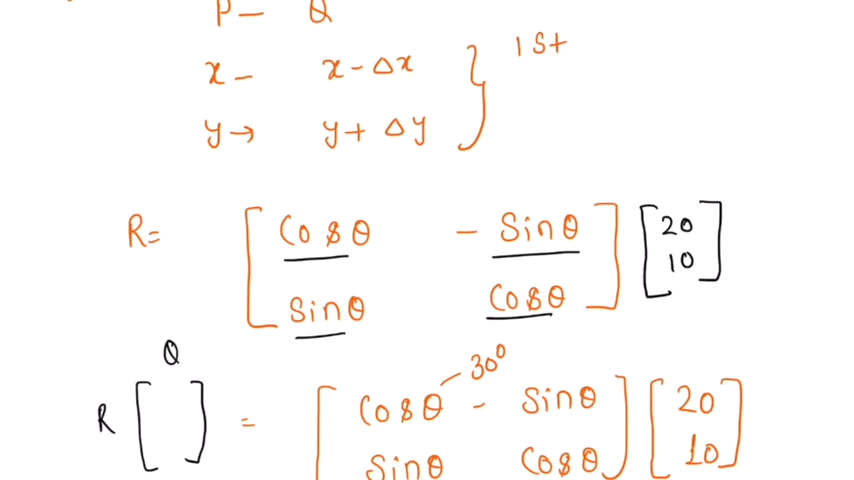 P - Q
x - x - Δx
1st
y → y + Δy
R = [ Cosθ - Sinθ ] [ 20 ]
[ Sinθ Cosθ ] [ 10 ]
Q
30°
R [ ] = [ Cosθ - Sinθ ] [ 20 ]
[ Sinθ Cosθ ] [ 10 ]